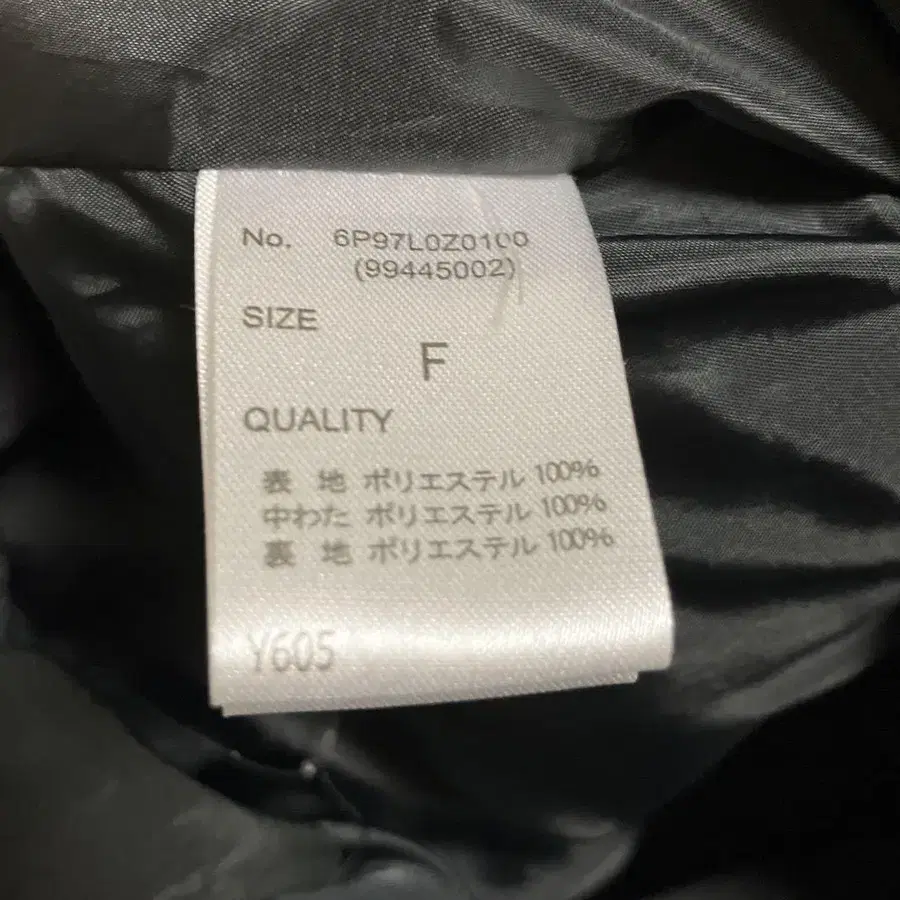 No. 6P97L0Z0100
(99445002)
SIZE
F
QUALITY
表 地 ポリエステル 100%
中わた ポリエステル 100%
裏 地 ポリエステル 100%
Y605